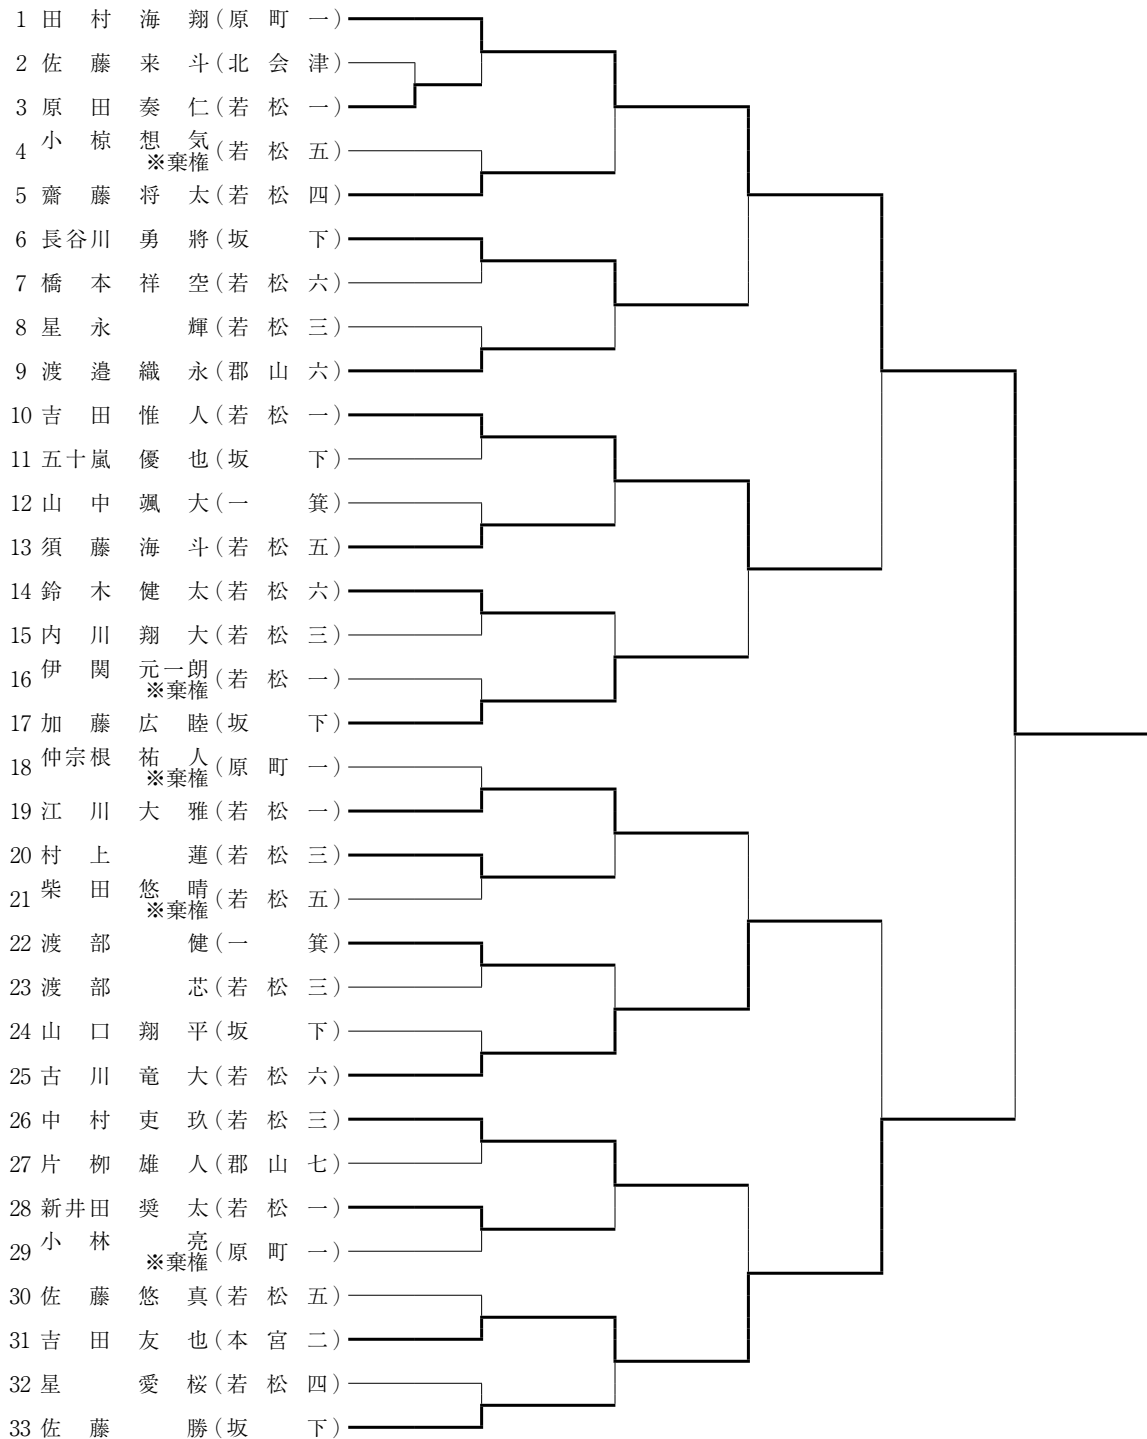 1 田村海翔(原町一)
2 佐藤来斗(北会津)
3 原田奏仁(若松一)
4 小椋想気(若松五)
※棄権
5 齋藤将太(若松四)
6 長谷川勇將(坂下)
7 橋本祥空(若松六)
8 星永輝(若松三)
9 渡邉織永(郡山六)
10 吉田惟人(若松一)
11 五十嵐優也(坂下)
12 山中颯大(一箕)
13 須藤海斗(若松五)
14 鈴木健太(若松六)
15 内川翔大(若松三)
16 伊関元一朗(若松一)
※棄権
17 加藤広睦(坂下)
18 仲宗根祐人(原町一)
※棄権
19 江川大雅(若松一)
20 村上蓮(若松三)
21 柴田悠晴(若松五)
※棄権
22 渡部健(一箕)
23 渡部芯(若松三)
24 山口翔平(坂下)
25 古川竜大(若松六)
26 中村吏玖(若松三)
27 片栁雄人(郡山七)
28 新井田奨太(若松一)
29 小林亮(原町一)
※棄権
30 佐藤悠真(若松五)
31 吉田友也(本宮二)
32 星愛桜(若松四)
33 佐藤勝(坂下)